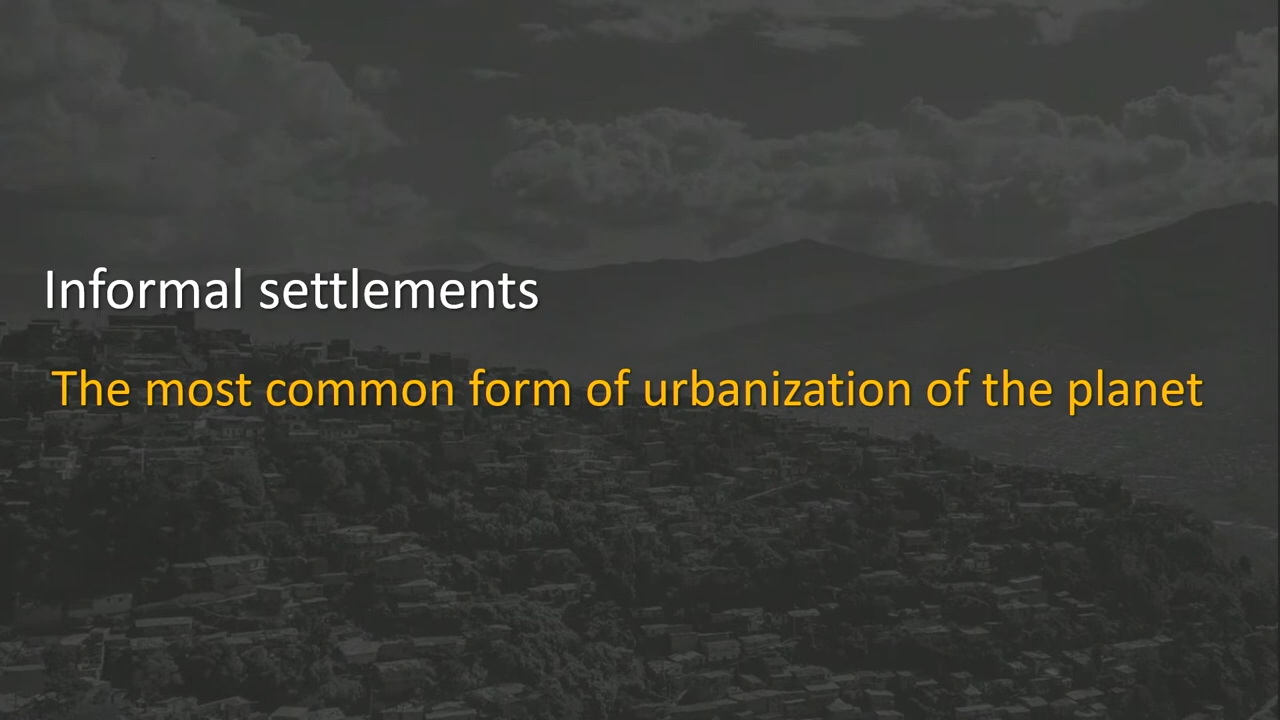 Informal settlements
The most common form of urbanization of the planet